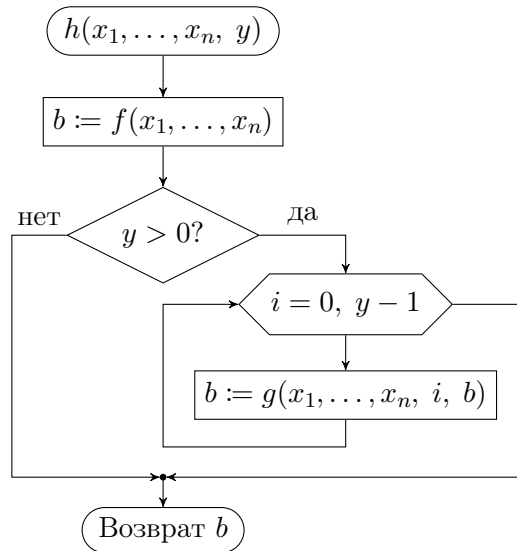 h(x₁, …, xₙ, y)
b := f(x₁, …, xₙ)
нет
да
y > 0?
i = 0, y − 1
b := g(x₁, …, xₙ, i, b)
Возврат b